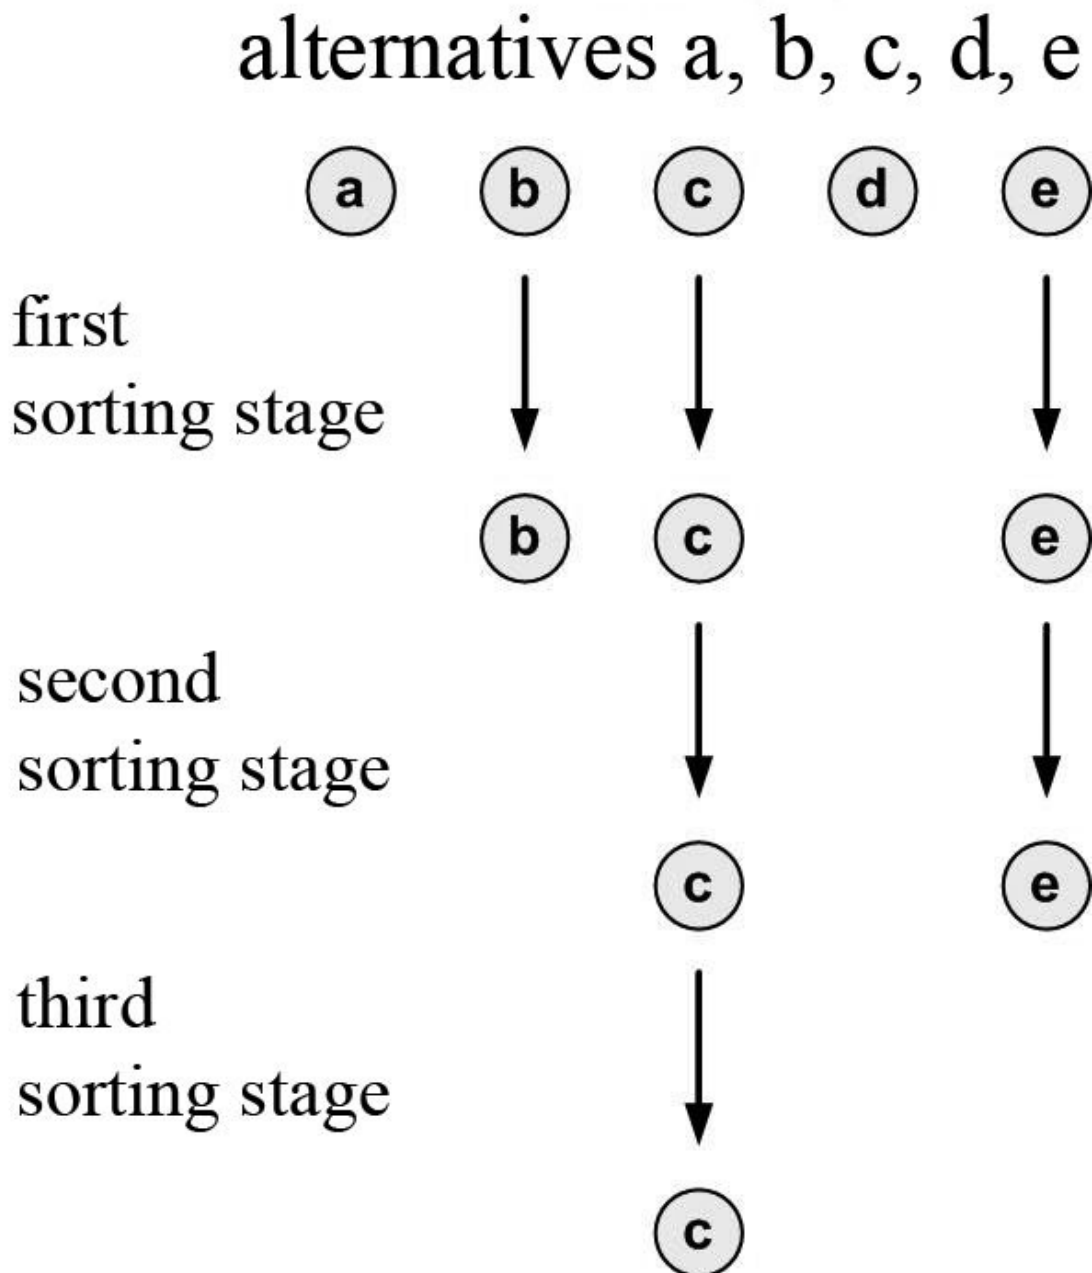 alternatives a, b, c, d, e
a b c d e
first
sorting stage
b c e
second
sorting stage
c e
third
sorting stage
c